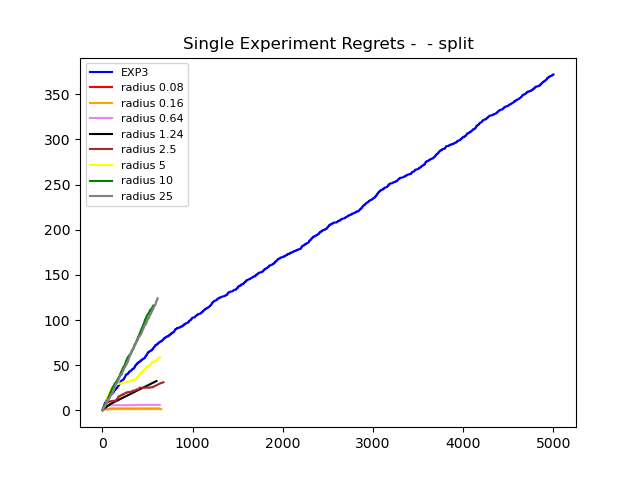 Single Experiment Regrets -  - split
EXP3
radius 0.08
radius 0.16
radius 0.64
radius 1.24
radius 2.5
radius 5
radius 10
radius 25
350
300
250
200
150
100
50
0
0 1000 2000 3000 4000 5000